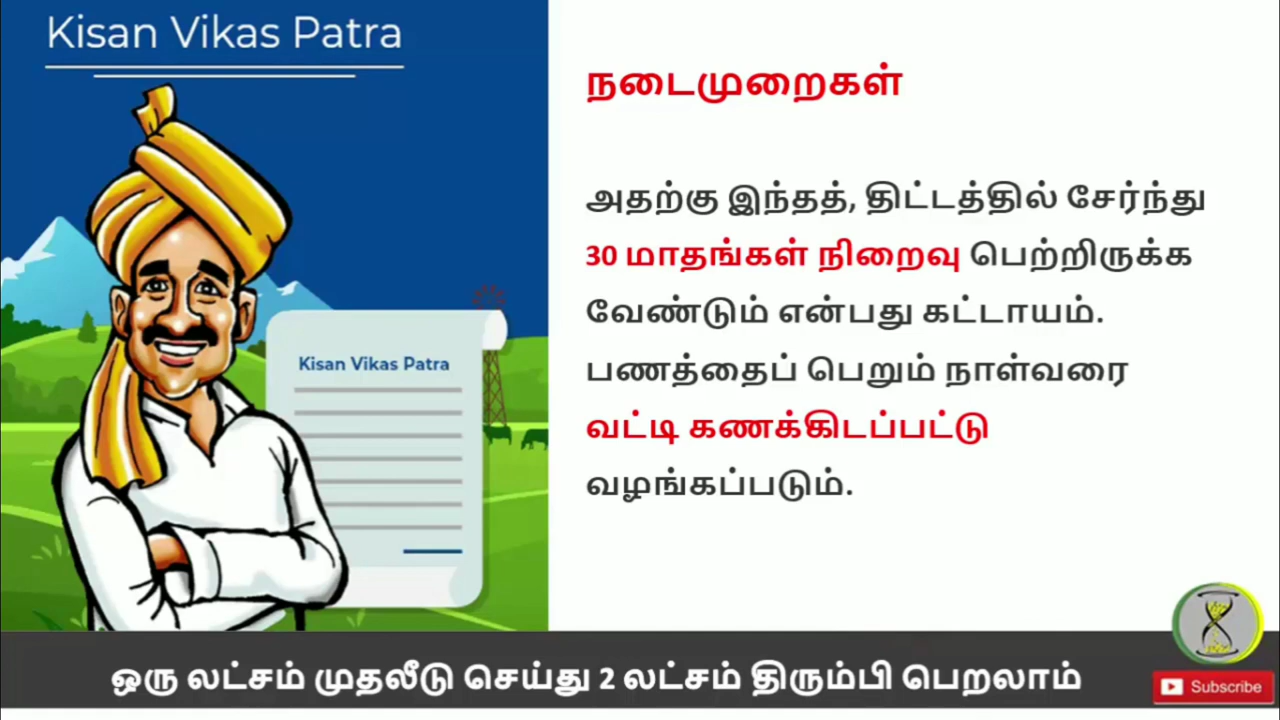 Kisan Vikas Patra
நடைமுறைகள்
அதற்கு இந்தத், திட்டத்தில் சேர்ந்து
30 மாதங்கள் நிறைவு பெற்றிருக்க
வேண்டும் என்பது கட்டாயம்.
பணத்தைப் பெறும் நாள்வரை
வட்டி கணக்கிடப்பட்டு
வழங்கப்படும்.
Kisan Vikas Patra
ஒரு லட்சம் முதலீடு செய்து 2 லட்சம் திரும்பி பெறலாம்
Subscribe